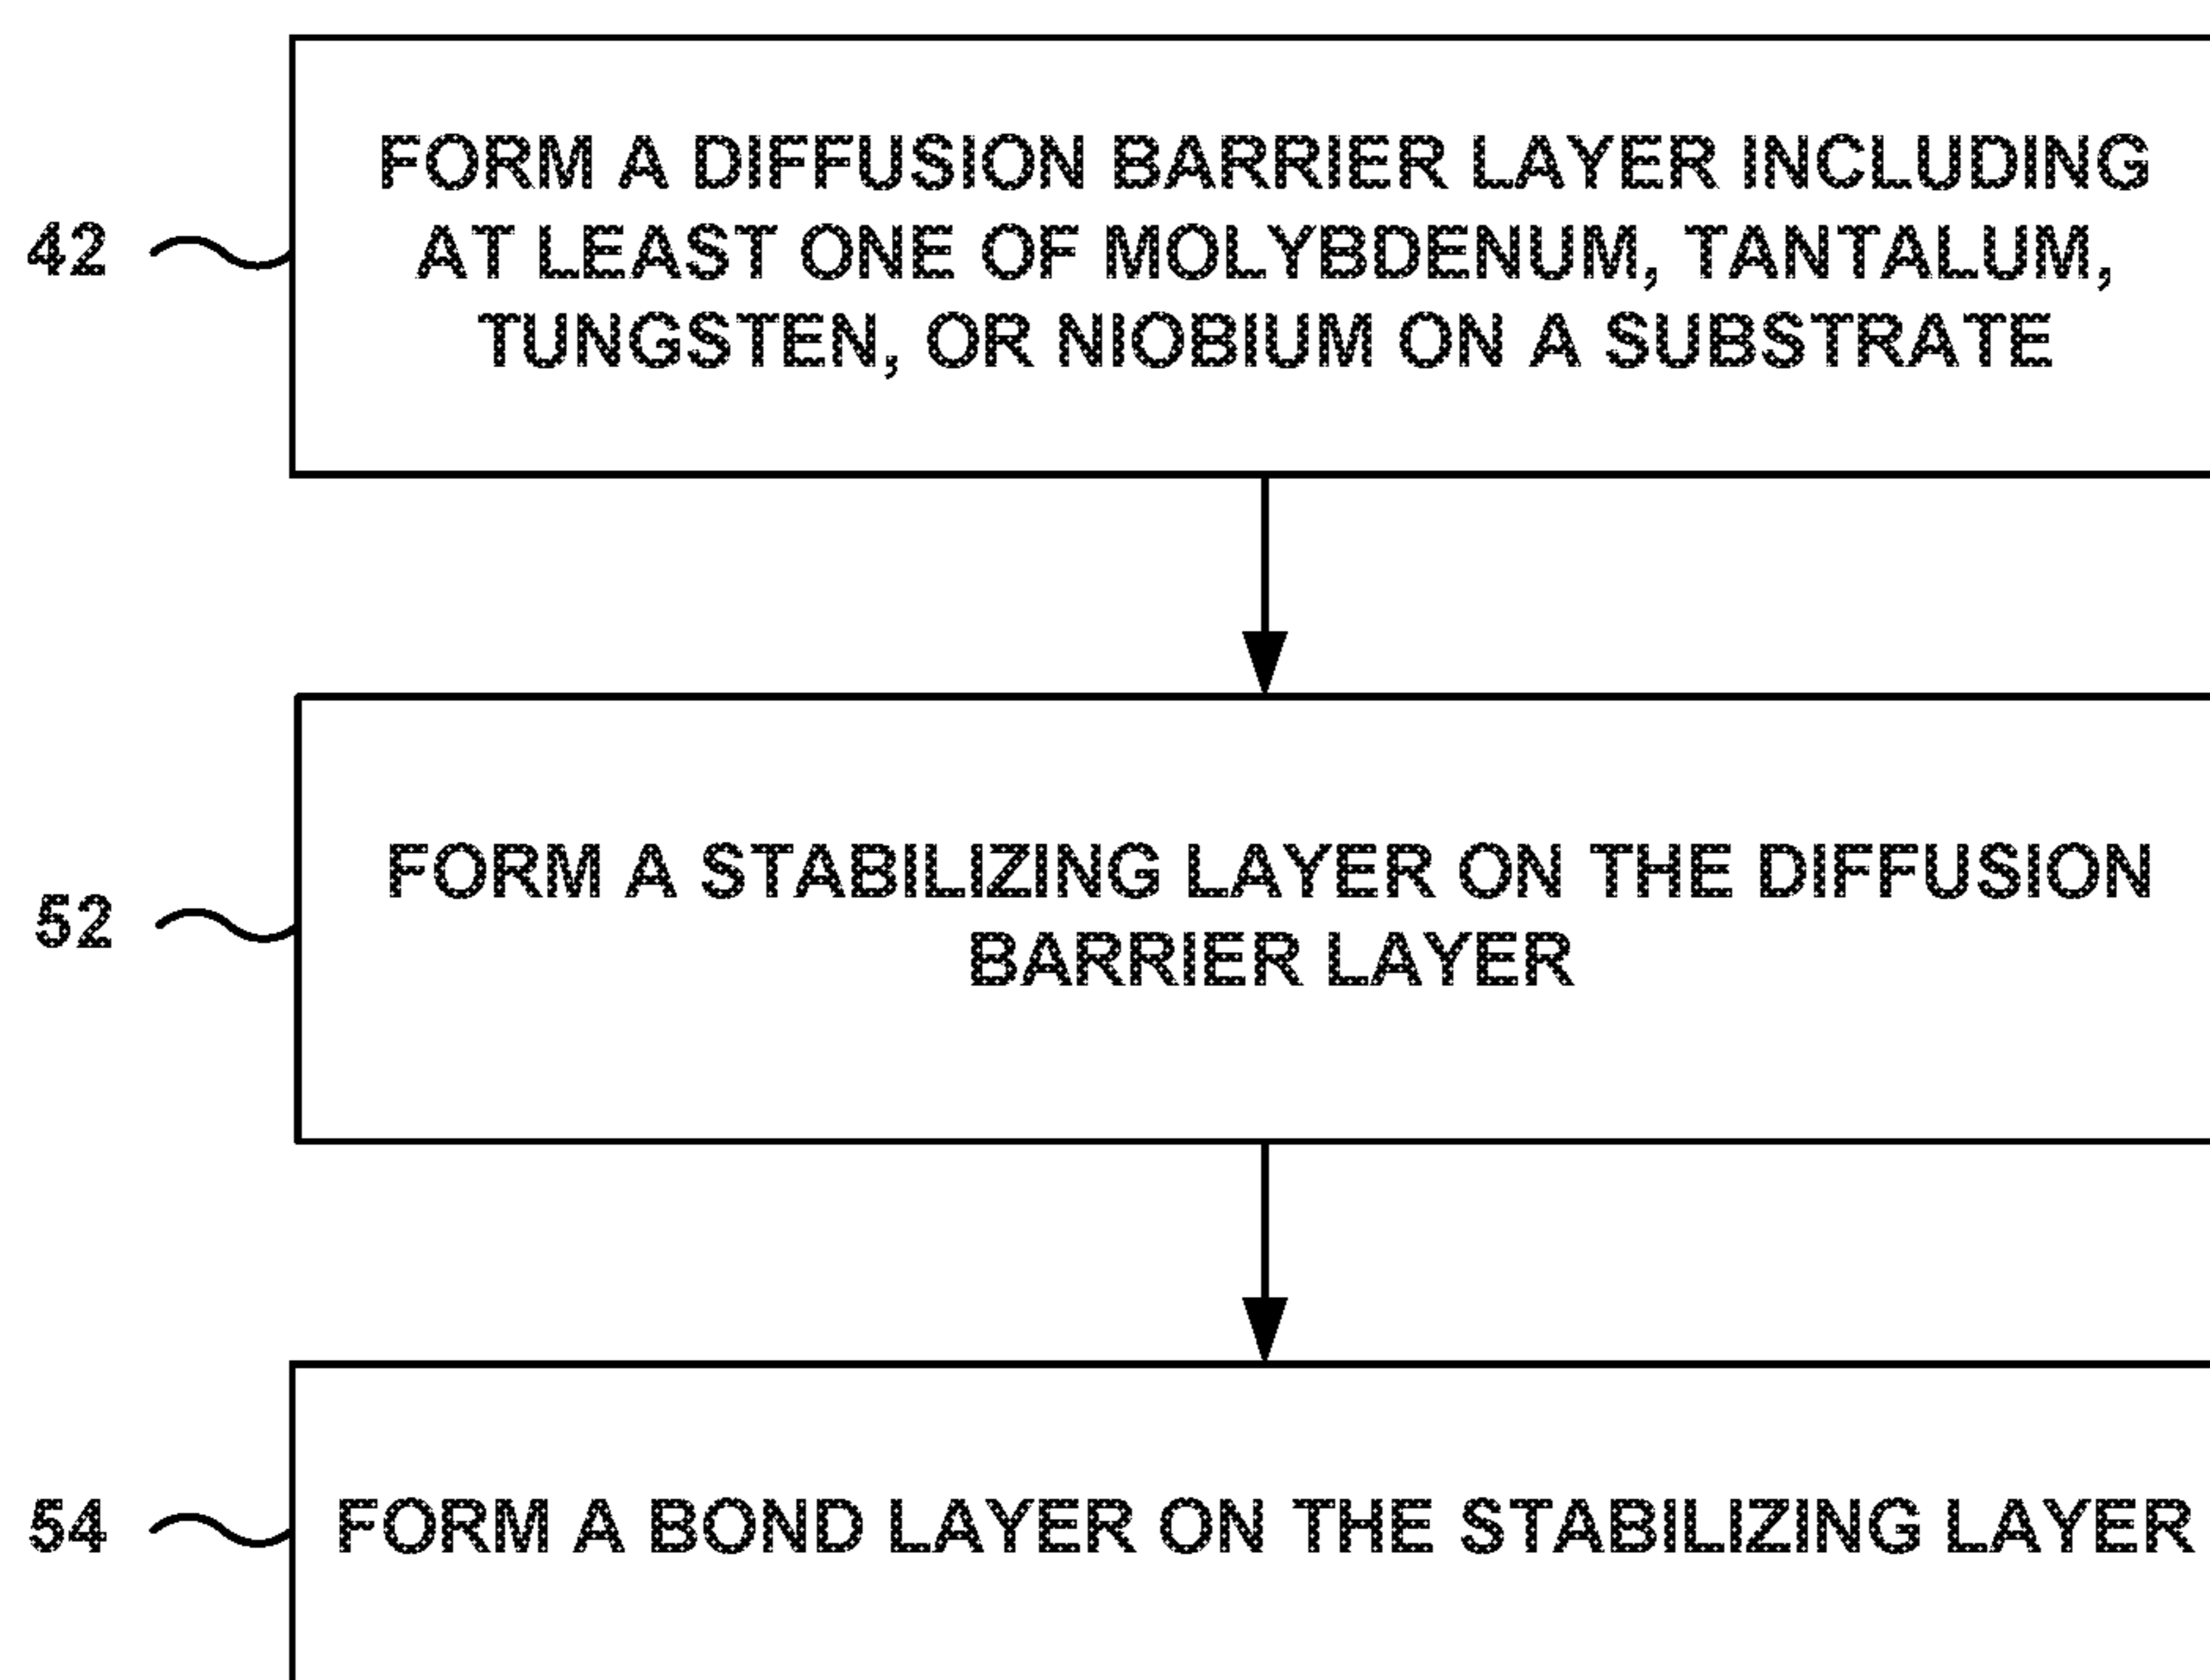 FORM A DIFFUSION BARRIER LAYER INCLUDING
42 AT LEAST ONE OF MOLYBDENUM, TANTALUM,
TUNGSTEN, OR NIOBIUM ON A SUBSTRATE
FORM A STABILIZING LAYER ON THE DIFFUSION
52
BARRIER LAYER
54 FORM A BOND LAYER ON THE STABILIZING LAYER